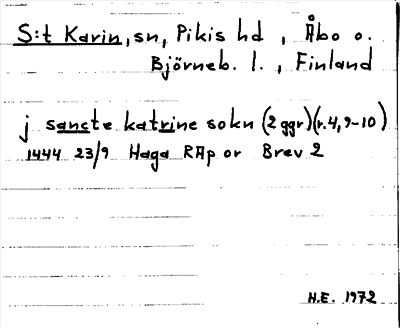 S:t Karin, sn, Pikis hd , Åbo o.
Björneb. l. , Finland
j sancte katrine sokn (2 ggr)(r.4, 9-10)
1444 23/9 Haga RAp or Brev 2
H.E. 1972